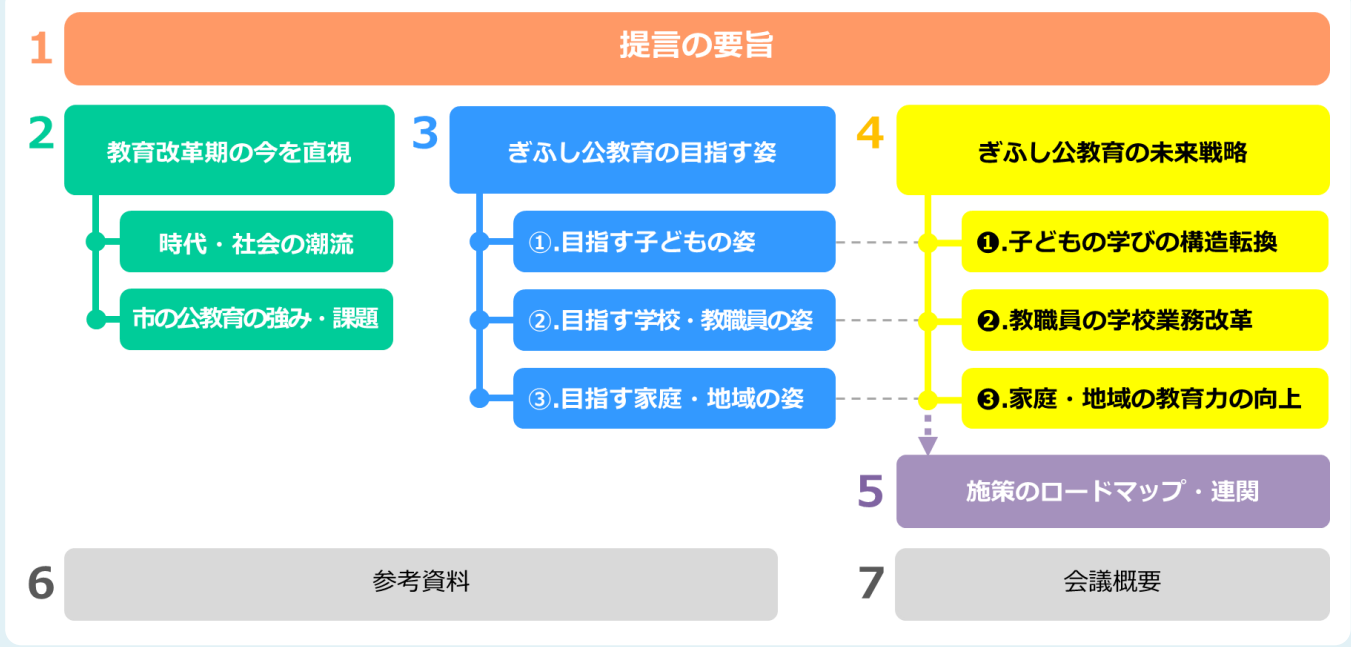 1
提言の要旨
2
教育改革期の今を直視
時代・社会の潮流
市の公教育の強み・課題
3
ぎふし公教育の目指す姿
①.目指す子どもの姿
②.目指す学校・教職員の姿
③.目指す家庭・地域の姿
4
ぎふし公教育の未来戦略
❶.子どもの学びの構造転換
❷.教職員の学校業務改革
❸.家庭・地域の教育力の向上
5
施策のロードマップ・連関
6
参考資料
7
会議概要